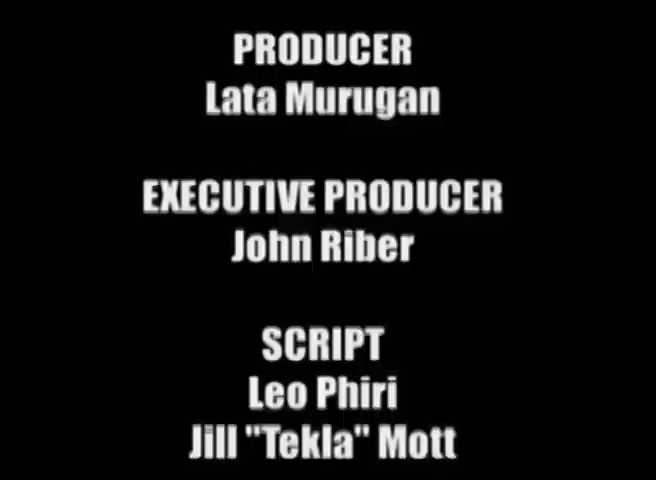 PRODUCER
Lata Murugan
EXECUTIVE PRODUCER
John Riber
SCRIPT
Leo Phiri
Jill "Tekla" Mott